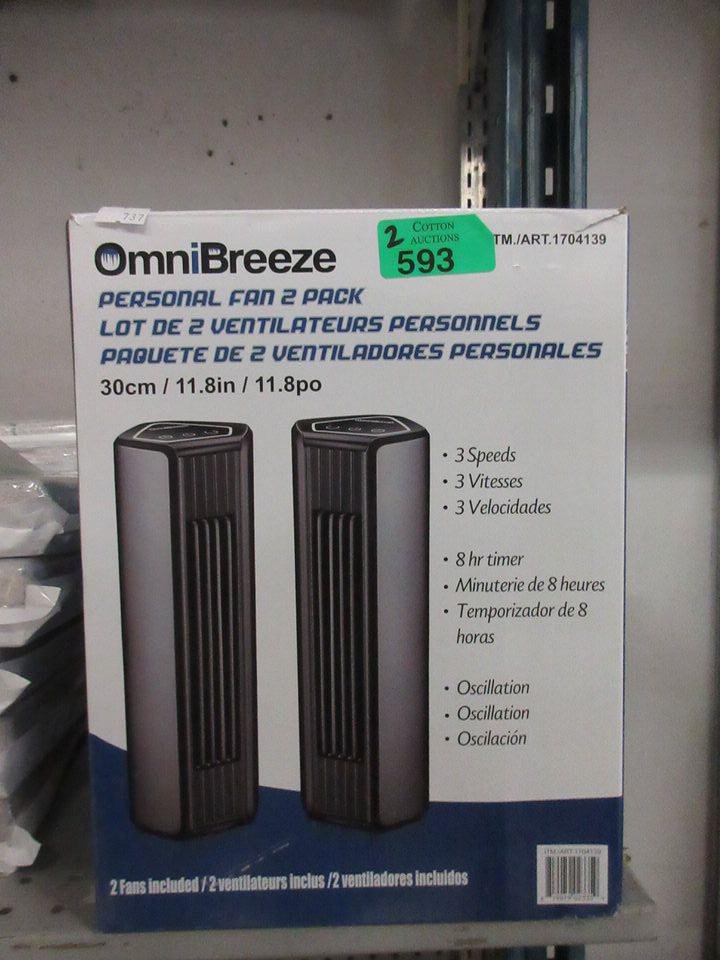 737
OmniBreeze
2 COTTON
AUCTIONS
593
TM./ART.1704139
PERSONAL FAN 2 PACK
LOT DE 2 VENTILATEURS PERSONNELS
PAQUETE DE 2 VENTILADORES PERSONALES
30cm / 11.8in / 11.8po
• 3 Speeds
• 3 Vitesses
• 3 Velocidades
• 8 hr timer
• Minuterie de 8 heures
• Temporizador de 8
horas
• Oscillation
• Oscillation
• Oscilación
2 Fans included / 2 ventilateurs inclus / 2 ventiladores incluidos
ITM./ART.1704139